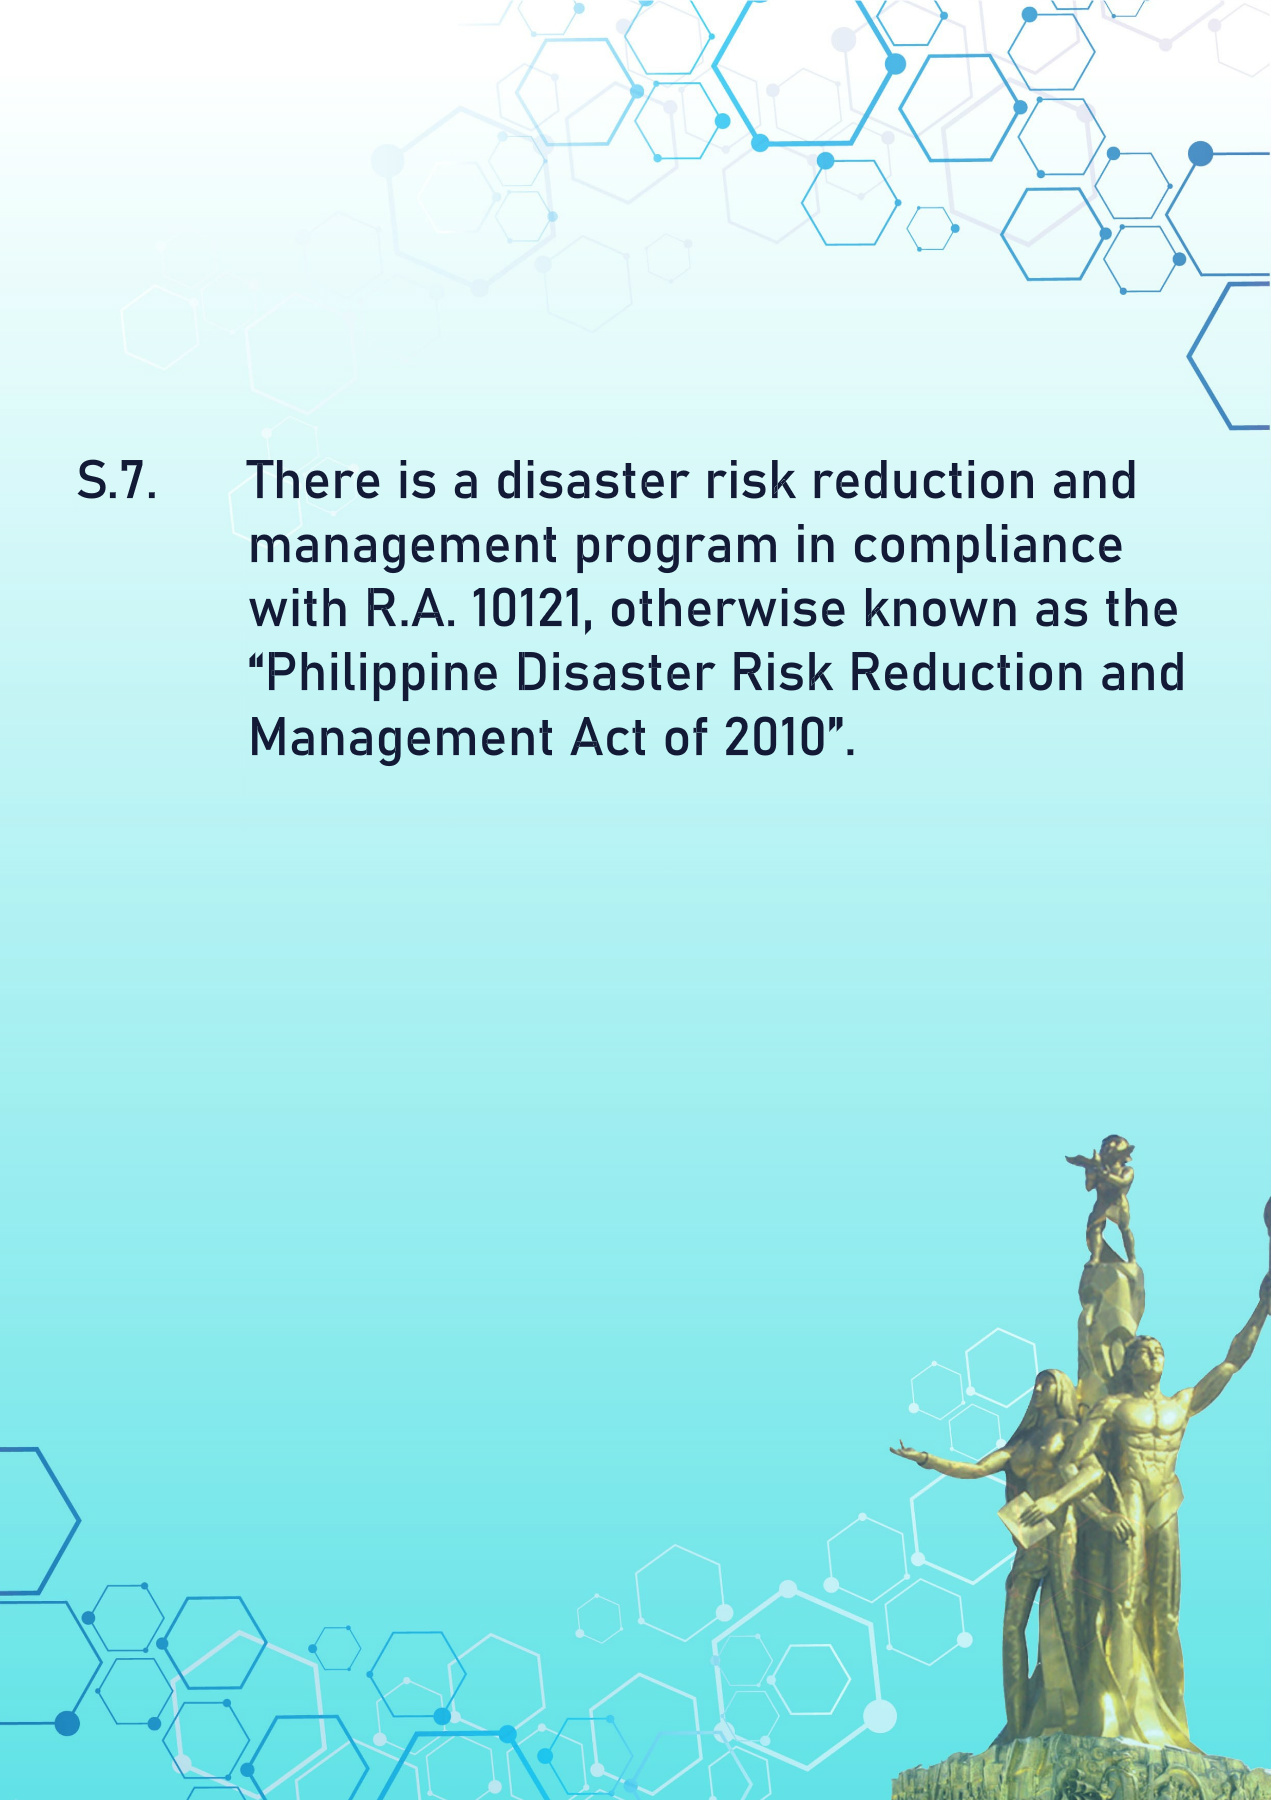 S.7. There is a disaster risk reduction and
management program in compliance
with R.A. 10121, otherwise known as the
“Philippine Disaster Risk Reduction and
Management Act of 2010”.